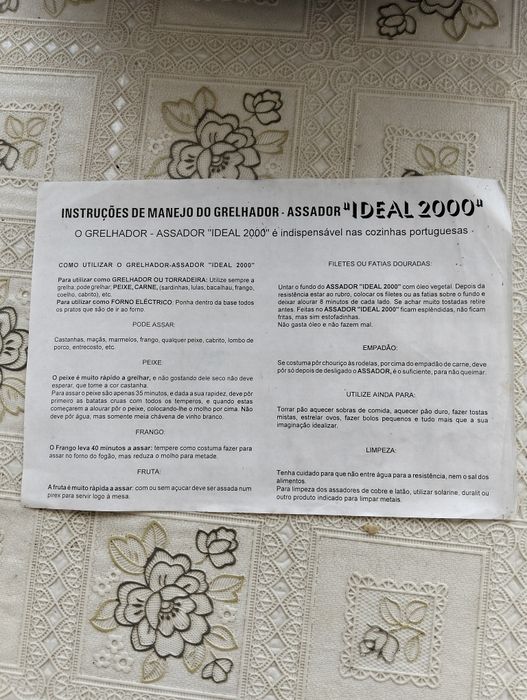 INSTRUÇÕES DE MANEJO DO GRELHADOR - ASSADOR "IDEAL 2000"
O GRELHADOR - ASSADOR "IDEAL 2000" é indispensável nas cozinhas portuguesas -
COMO UTILIZAR O GRELHADOR-ASSADOR "IDEAL 2000"
Para utilizar como GRELHADOR OU TORRADEIRA: Utilize sempre a
grelha, pode grelhar; PEIXE, CARNE, (sardinhas, lulas, bacalhau, frango,
coelho, cabrito), etc.
Para utilizar como FORNO ELÉCTRICO: Ponha dentro da base todos
os pratos que são de ir ao forno.
PODE ASSAR:
Castanhas, maçãs, marmelos, frango, qualquer peixe, cabrito, lombo de
porco, entrecosto, etc.
PEIXE:
O peixe é muito rápido a grelhar, e não gostando dele seco não deve
esperar, que tome a cor castanha.
Para assar o peixe são apenas 35 minutos, e dada a sua rapidez, deve pôr
primeiro as batatas cruas com todos os temperos, e quando estas
começarem a alourar pôr o peixe, colocando-lhe o molho por cima. Não
deve pôr água, mas somente meia chávena de vinho branco.
FRANGO:
O Frango leva 40 minutos a assar: tempere como costuma fazer para
assar no forno do fogão, mas reduza o molho para metade.
FRUTA:
A fruta é muito rápida a assar: com ou sem açucar deve ser assada num
pirex para servir logo à mesa.
FILETES OU FATIAS DOURADAS:
Untar o fundo do ASSADOR "IDEAL 2000" com óleo vegetal. Depois da
resistência estar ao rubro, colocar os filetes ou as fatias sobre o fundo e
deixar alourar 8 minutos de cada lado. Se achar muito tostadas retire
antes. Feitas no ASSADOR "IDEAL 2000" ficam esplêndidas, não ficam
fritas, mas sim estofadinhas.
Não gasta óleo e não fazem mal.
EMPADÃO:
Se costuma pôr chouriço às rodelas, por cima do empadão de carne, deve
pô só depois de desligado o ASSADOR, é o suficiente, para não queimar.
UTILIZE AINDA PARA:
Torrar pão aquecer sobras de comida, aquecer pão duro, fazer tostas
mistas, estrelar ovos, fazer bolos pequenos e tudo mais que a sua
imaginação idealizar.
LIMPEZA:
Tenha cuidado para que não entre água para a resistência, nem o sal dos
alimentos.
Para limpeza dos assadores de cobre e latão, utilizar solarine, duralit ou
outro produto indicado para limpar metais.